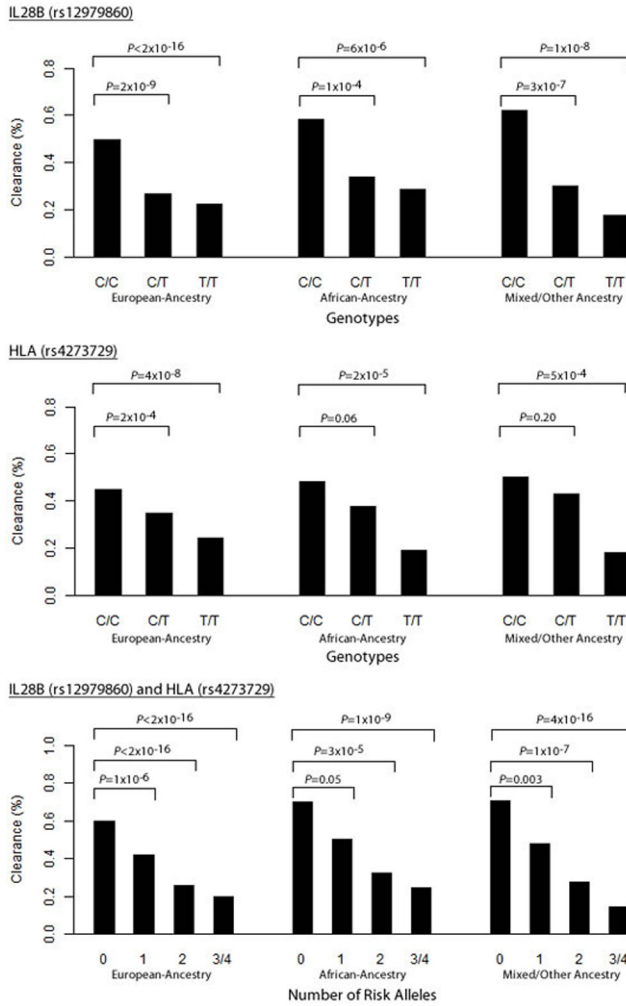 IL28B (rs12979860)
P<2x10-16 P=6x10-6 P=1x10-8
P=2x10-9 P=1x10-4 P=3x10-7
Clearance (%)
0.8
0.6
0.4
0.2
0.0
C/C C/T T/T C/C C/T T/T C/C C/T T/T
European-Ancestry African-Ancestry Mixed/Other Ancestry
Genotypes
HLA (rs4273729)
P=4x10-8 P=2x10-5 P=5x10-4
P=2x10-4 P=0.06 P=0.20
Clearance (%)
0.8
0.6
0.4
0.2
0.0
C/C C/T T/T C/C C/T T/T C/C C/T T/T
European-Ancestry African-Ancestry Mixed/Other Ancestry
Genotypes
IL28B (rs12979860) and HLA (rs4273729)
P<2x10-16 P=1x10-9 P=4x10-16
P<2x10-16 P=3x10-5 P=1x10-7
P=1x10-6 P=0.05 P=0.003
Clearance (%)
1.0
0.8
0.6
0.4
0.2
0.0
0 1 2 3/4 0 1 2 3/4 0 1 2 3/4
European-Ancestry African-Ancestry Mixed/Other Ancestry
Number of Risk Alleles